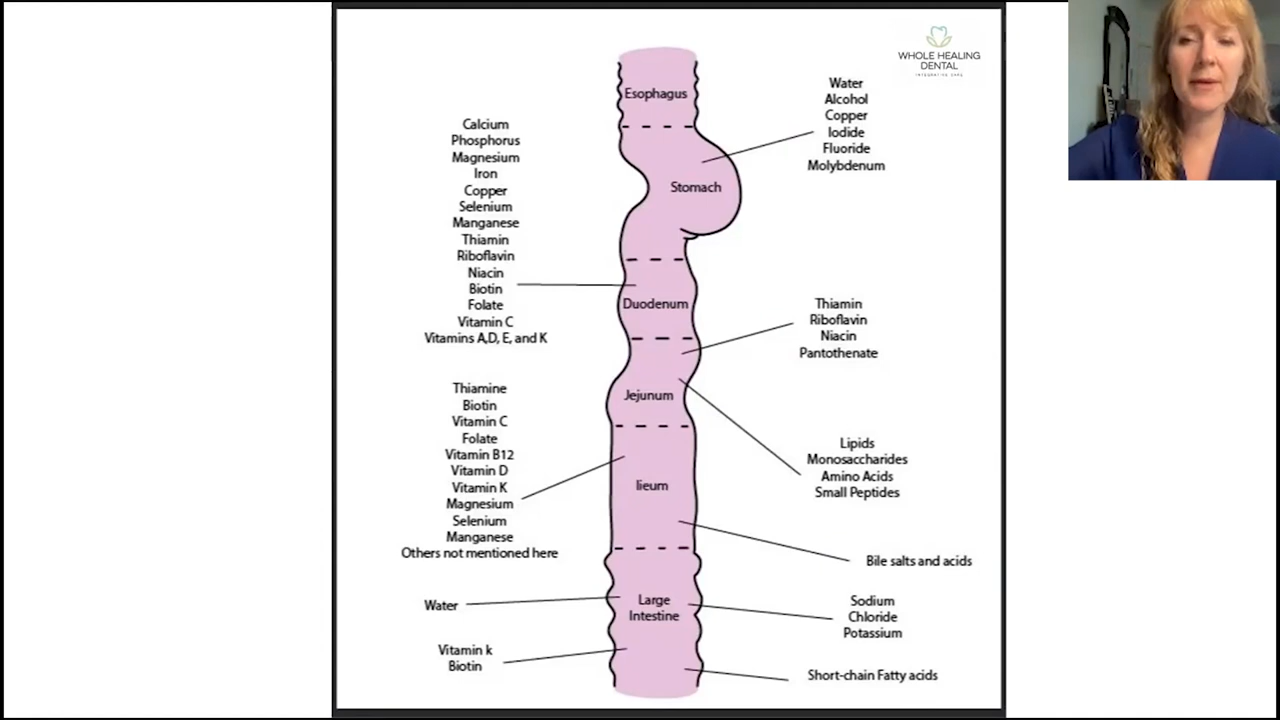 WHOLE HEALING
DENTAL
INTEGRATIVE CARE
Esophagus
Water
Alcohol
Copper
Iodide
Fluoride
Molybdenum
Stomach
Calcium
Phosphorus
Magnesium
Iron
Copper
Selenium
Manganese
Thiamin
Riboflavin
Niacin
Biotin
Folate
Vitamin C
Vitamins A,D, E, and K
Duodenum
Thiamin
Riboflavin
Niacin
Pantothenate
Jejunum
Lipids
Monosaccharides
Amino Acids
Small Peptides
Thiamine
Biotin
Vitamin C
Folate
Vitamin B12
Vitamin D
Vitamin K
Magnesium
Selenium
Manganese
Others not mentioned here
lieum
Bile salts and acids
Water
Large
Intestine
Sodium
Chloride
Potassium
Vitamin k
Biotin
Short-chain Fatty acids